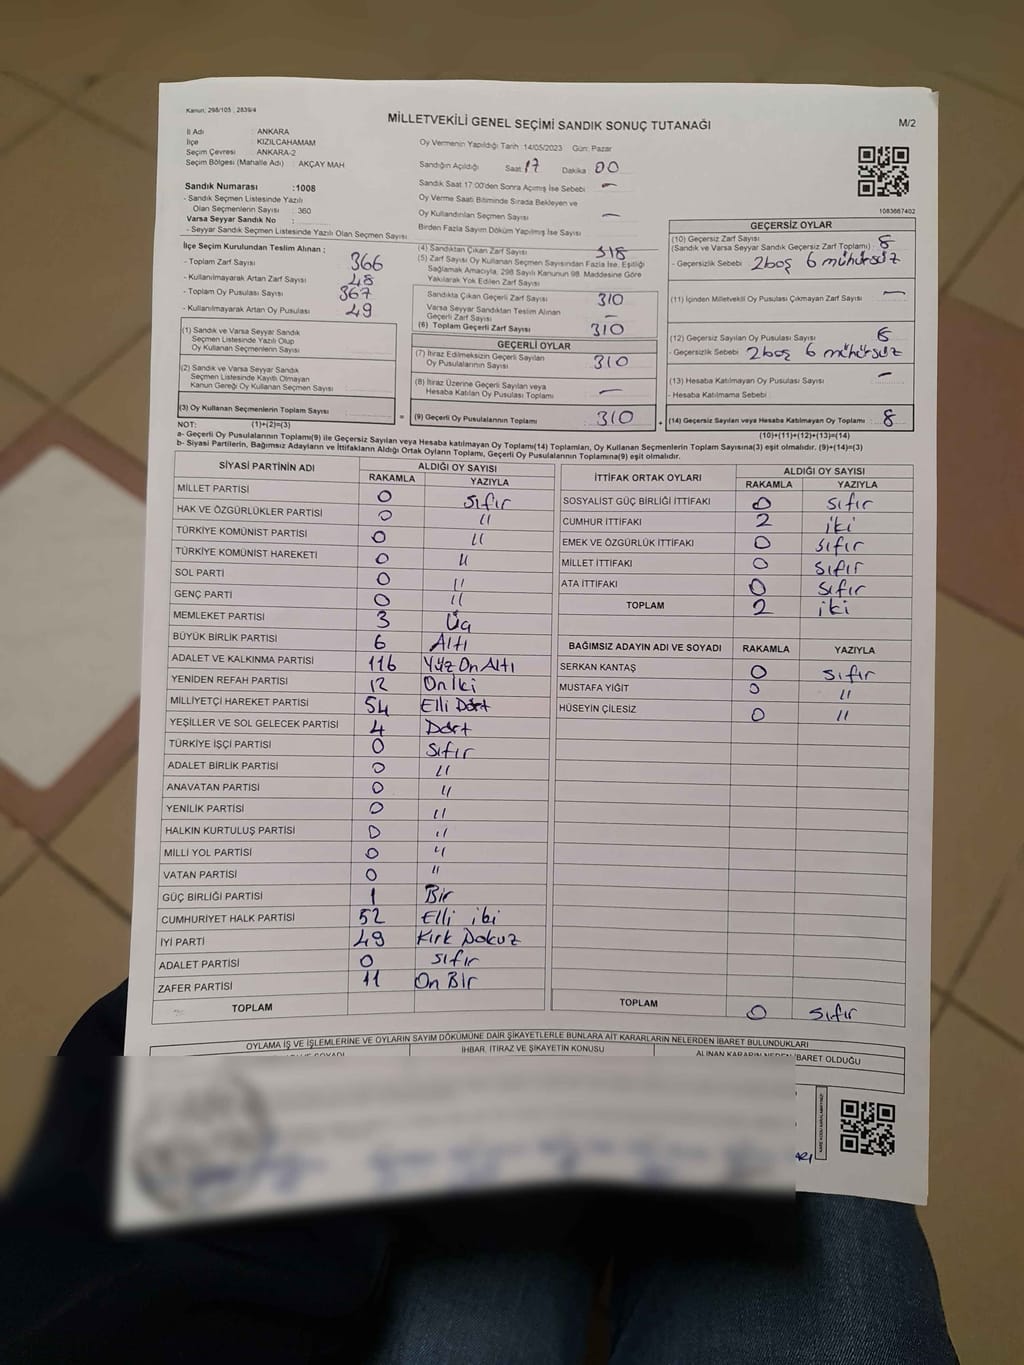 Kanun; 298/105 , 2839/4
MİLLETVEKİLİ GENEL SEÇİMİ SANDIK SONUÇ TUTANAĞI
M/2
İl Adı : ANKARA
İlçe : KIZILCAHAMAM
Seçim Çevresi : ANKARA-2
Seçim Bölgesi (Mahalle Adı) : AKÇAY MAH
Sandık Numarası :1008
- Sandık Seçmen Listesinde Yazılı
Olan Seçmenlerin Sayısı : 360
Varsa Seyyar Sandık No :
- Seyyar Sandık Seçmen Listesinde Yazılı Olan Seçmen Sayısı
İlçe Seçim Kurulundan Teslim Alınan ;
- Toplam Zarf Sayısı 366
- Kullanılmayarak Artan Zarf Sayısı 48
- Toplam Oy Pusulası Sayısı 367
- Kullanılmayarak Artan Oy Pusulası 49
(1) Sandık ve Varsa Seyyar Sandık
Seçmen Listesinde Yazılı Olup
Oy Kullanan Seçmenlerin Sayısı :
(2) Sandık ve Varsa Seyyar Sandık
Seçmen Listesinde Kayıtlı Olmayan
Kanun Gereği Oy Kullanan Seçmen Sayısı :
(3) Oy Kullanan Seçmenlerin Toplam Sayısı :
Oy Vermenin Yapıldığı Tarih :14/05/2023 Gün: Pazar
Sandığın Açıldığı Saat 17 Dakika 00
Sandık Saat 17:00'den Sonra Açımış İse Sebebi : —
Oy Verme Saati Bitiminde Sırada Bekleyen ve
Oy Kullandırılan Seçmen Sayısı : —
Birden Fazla Sayım Döküm Yapılmış İse Sayısı :
(4) Sandıktan Çıkan Zarf Sayısı : 318
(5) Zarf Sayısı Oy Kullanan Seçmen Sayısından Fazla İse, Eşitliği
Sağlamak Amacıyla, 298 Sayılı Kanunun 98. Maddesine Göre
Yakılarak Yok Edilen Zarf Sayısı :
Sandıkta Çıkan Geçerli Zarf Sayısı : 310
Varsa Seyyar Sandıktan Teslim Alınan
Geçerli Zarf Sayısı : —
(6) Toplam Geçerli Zarf Sayısı : 310
GEÇERLİ OYLAR
(7) İtiraz Edilmeksizin Geçerli Sayılan
Oy Pusulalarının Sayısı : 310
(8) İtiraz Üzerine Geçerli Sayılan veya
Hesaba Katılan Oy Pusulası Toplamı : —
= (9) Geçerli Oy Pusulalarının Toplamı : 310 +
1083667402
GEÇERSİZ OYLAR
(10) Geçersiz Zarf Sayısı 8
(Sandık ve Varsa Seyyar Sandık Geçersiz Zarf Toplamı) :
- Geçersizlik Sebebi : 2boş 6 mühürsüz
(11) İçinden Milletvekili Oy Pusulası Çıkmayan Zarf Sayısı : —
(12) Geçersiz Sayılan Oy Pusulası Sayısı :
- Geçersizlik Sebebi : 2boş 6 mühürsüz
(13) Hesaba Katılmayan Oy Pusulası Sayısı : —
- Hesaba Katılmama Sebebi :
(14) Geçersiz Sayılan veya Hesaba Katılmayan Oy Toplamı : 8
NOT: (1)+(2)=(3)
(10)+(11)+(12)+(13)=(14)
a- Geçerli Oy Pusulalarının Toplamı(9) ile Geçersiz Sayılan veya Hesaba katılmayan Oy Toplamı(14) Toplamları, Oy Kullanan Seçmenlerin Toplam Sayısına(3) eşit olmalıdır. (9)+(14)=(3)
b- Siyasi Partilerin, Bağımsız Adayların ve İttifakların Aldığı Ortak Oyların Toplamı, Geçerli Oy Pusulalarının Toplamına(9) eşit olmalıdır.
SİYASİ PARTİNİN ADI ALDIĞI OY SAYISI
RAKAMLA YAZIYLA
MİLLET PARTİSİ 0 Sıfır
HAK VE ÖZGÜRLÜKLER PARTİSİ 0 "
TÜRKİYE KOMÜNİST PARTİSİ 0 "
TÜRKİYE KOMÜNİST HAREKETİ 0 "
SOL PARTİ 0 "
GENÇ PARTİ 0 "
MEMLEKET PARTİSİ 3 Üç
BÜYÜK BİRLİK PARTİSİ 6 Altı
ADALET VE KALKINMA PARTİSİ 116 Yüz On Altı
YENİDEN REFAH PARTİSİ 12 On İki
MİLLİYETÇİ HAREKET PARTİSİ 54 Elli Dört
YEŞİLLER VE SOL GELECEK PARTİSİ 4 Dört
TÜRKİYE İŞÇİ PARTİSİ 0 Sıfır
ADALET BİRLİK PARTİSİ 0 "
ANAVATAN PARTİSİ 0 "
YENİLİK PARTİSİ 0 "
HALKIN KURTULUŞ PARTİSİ 0 "
MİLLİ YOL PARTİSİ 0 "
VATAN PARTİSİ 0 "
GÜÇ BİRLİĞİ PARTİSİ 1 Bir
CUMHURİYET HALK PARTİSİ 52 Elli iki
İYİ PARTİ 49 Kırk Dokuz
ADALET PARTİSİ 0 sıfır
ZAFER PARTİSİ 11 On Bir
TOPLAM
İTTİFAK ORTAK OYLARI ALDIĞI OY SAYISI
RAKAMLA YAZIYLA
SOSYALİST GÜÇ BİRLİĞİ İTTİFAKI 0 sıfır
CUMHUR İTTİFAKI 2 iki
EMEK VE ÖZGÜRLÜK İTTİFAKI 0 sıfır
MİLLET İTTİFAKI 0 sıfır
ATA İTTİFAKI 0 sıfır
TOPLAM 2 iki
BAĞIMSIZ ADAYIN ADI VE SOYADI RAKAMLA YAZIYLA
SERKAN KANTAŞ 0 sıfır
MUSTAFA YİĞİT 0 "
HÜSEYİN ÇİLESİZ 0 "
TOPLAM 0 sıfır
OYLAMA İŞ VE İŞLEMLERİNE VE OYLARIN SAYIM DÖKÜMÜNE DAİR ŞİKAYETLERLE BUNLARA AİT KARARLARIN NELERDEN İBARET BULUNDUKLARI
İHBAR, İTİRAZ VE ŞİKAYETİN KONUSU
ALINAN KARARIN NEDEN İBARET OLDUĞU